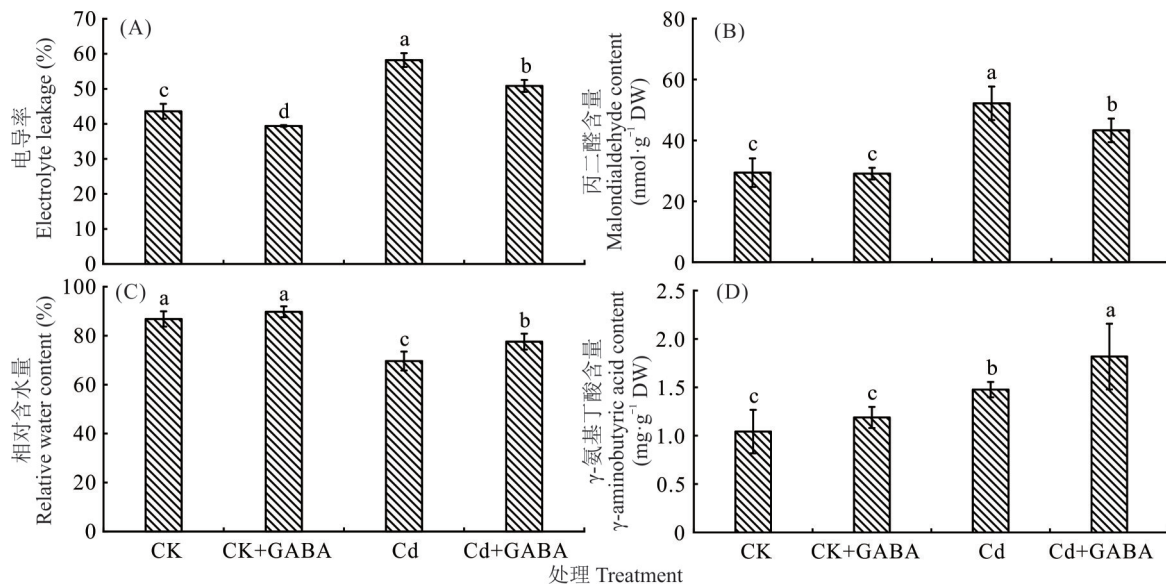 (A)
电导率
Electrolyte leakage (%)
70
60
50
40
30
20
10
0
c
d
a
b
(B)
丙二醛含量
Malondialdehyde content
(nmol·g⁻¹ DW)
80
60
40
20
0
c
c
a
b
(C)
相对含水量
Relative water content (%)
100
80
60
40
20
0
a
a
c
b
CK
CK+GABA
Cd
Cd+GABA
(D)
γ-氨基丁酸含量
γ-aminobutyric acid content
(mg·g⁻¹ DW)
2.5
2.0
1.5
1.0
0.5
0
c
c
b
a
CK
CK+GABA
Cd
Cd+GABA
处理 Treatment